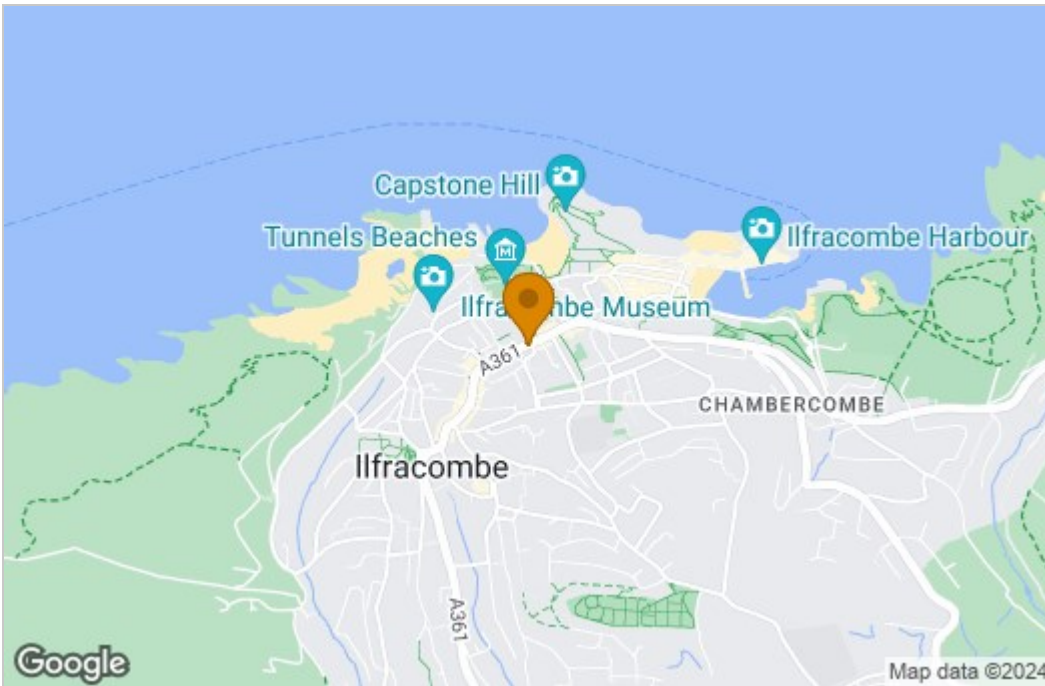 Capstone Hill
Tunnels Beaches
Ilfracombe Harbour
Ilfracombe Museum
A361
CHAMBERCOMBE
Ilfracombe
A361
Google
Map data ©2024